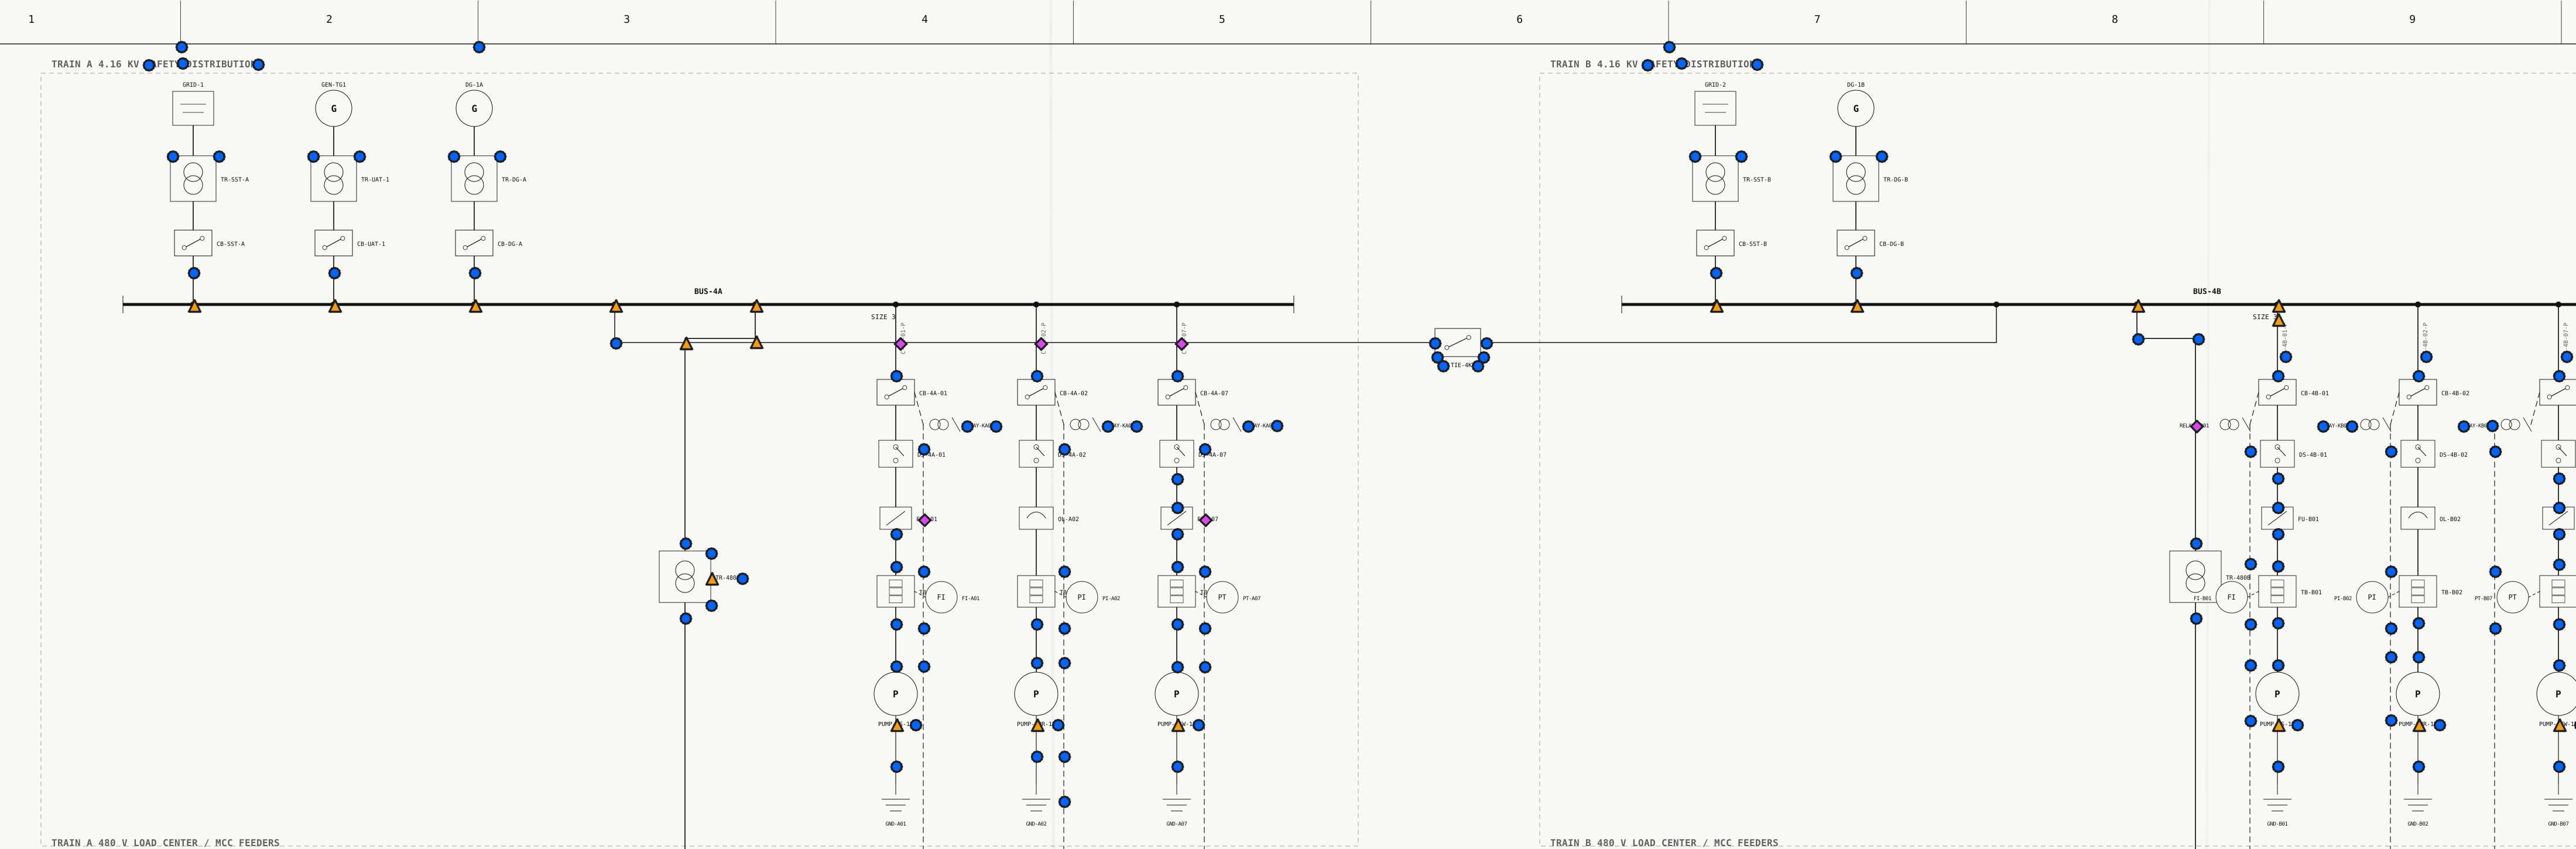 1 2 3 4 5 6 7 8 9
TRAIN A 4.16 KV DISTRIBUTION
TRAIN B 4.16 KV DISTRIBUTION
GRID-1 GEN-TG1 DG-1A
GRID-2 DG-1B
G G G
TR-SST-A TR-UAT-1 TR-DG-A
TR-SST-B TR-DG-B
CB-SST-A CB-UAT-1 CB-DG-A
CB-SST-B CB-DG-B
BUS-4A
BUS-4B
SIZE 3
SIZE
CB-4A-01 CB-4A-02 CB-4A-07
CB-4B-01 CB-4B-02
DS-4B-01 DS-4B-02
OL-A02
FU-B01 OL-B02
TR-480B
FI FI-A01 PI PI-A02 PT PT-A07
FI-B01 FI TB-B01 PI-B02 PI TB-B02 PT-B07 PT
P P P P P P
GND-A01 GND-A02 GND-A07
GND-B01 GND-B02 GND-B07
TRAIN A 480 V LOAD CENTER / MCC FEEDERS
TRAIN B 480 V LOAD CENTER / MCC FEEDERS